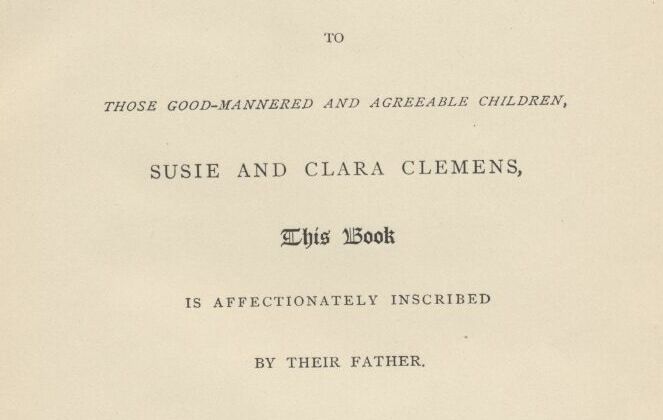 TO
THOSE GOOD-MANNERED AND AGREEABLE CHILDREN,
SUSIE AND CLARA CLEMENS,
This Book
IS AFFECTIONATELY INSCRIBED
BY THEIR FATHER.